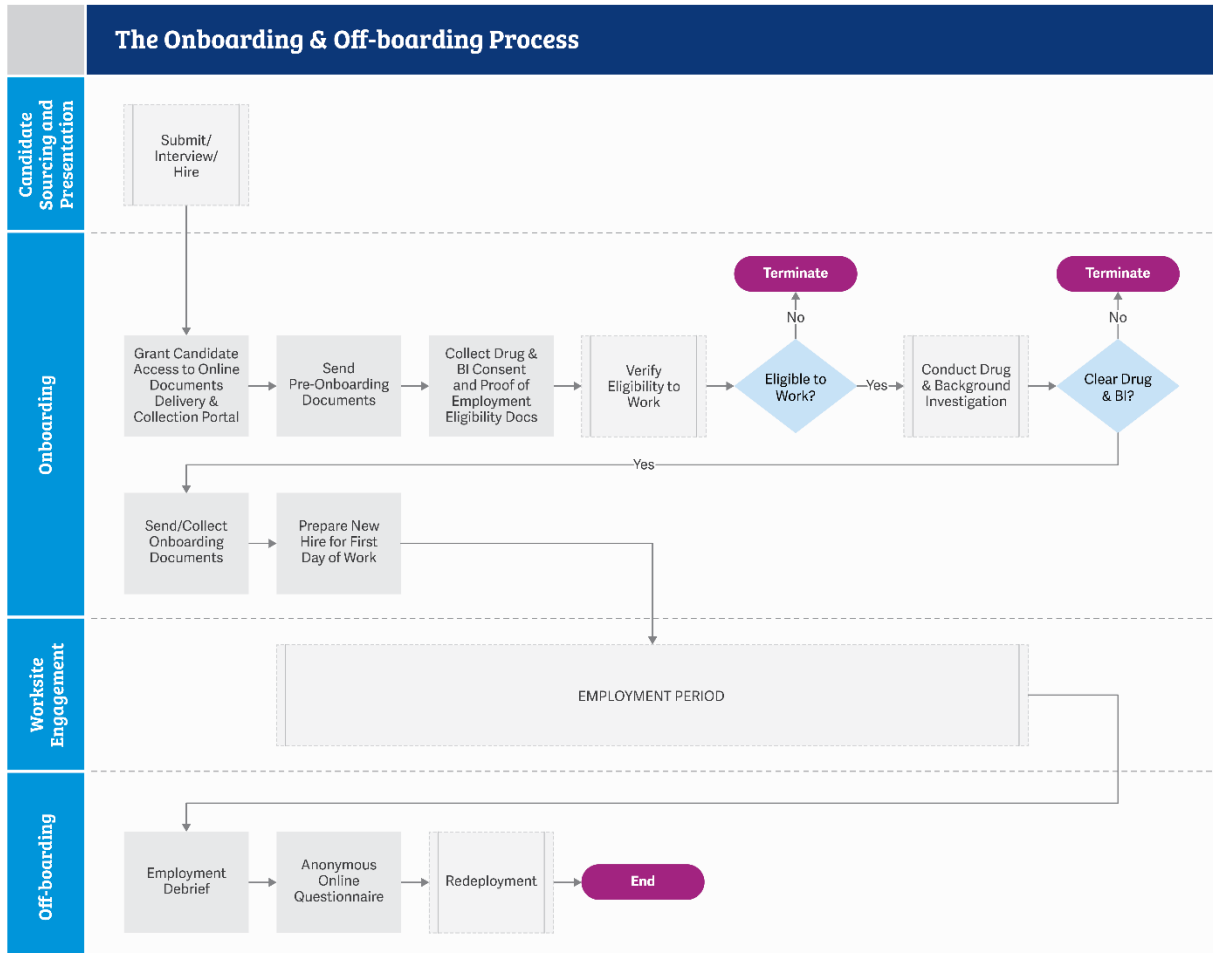 The Onboarding & Off-boarding Process
Candidate
Sourcing and
Presentation
Submit/
Interview/
Hire
Onboarding
Terminate
Terminate
No
No
Grant Candidate
Access to Online
Documents
Delivery &
Collection Portal
Send
Pre-Onboarding
Documents
Collect Drug &
BI Consent
and Proof of
Employment
Eligibility Docs
Verify
Eligibility to
Work
Eligible to
Work?
Yes
Conduct Drug
& Background
Investigation
Clear Drug
& BI?
Yes
Send/Collect
Onboarding
Documents
Prepare New
Hire for First
Day of Work
Worksite
Engagement
EMPLOYMENT PERIOD
Off-boarding
Employment
Debrief
Anonymous
Online
Questionnaire
Redeployment
End